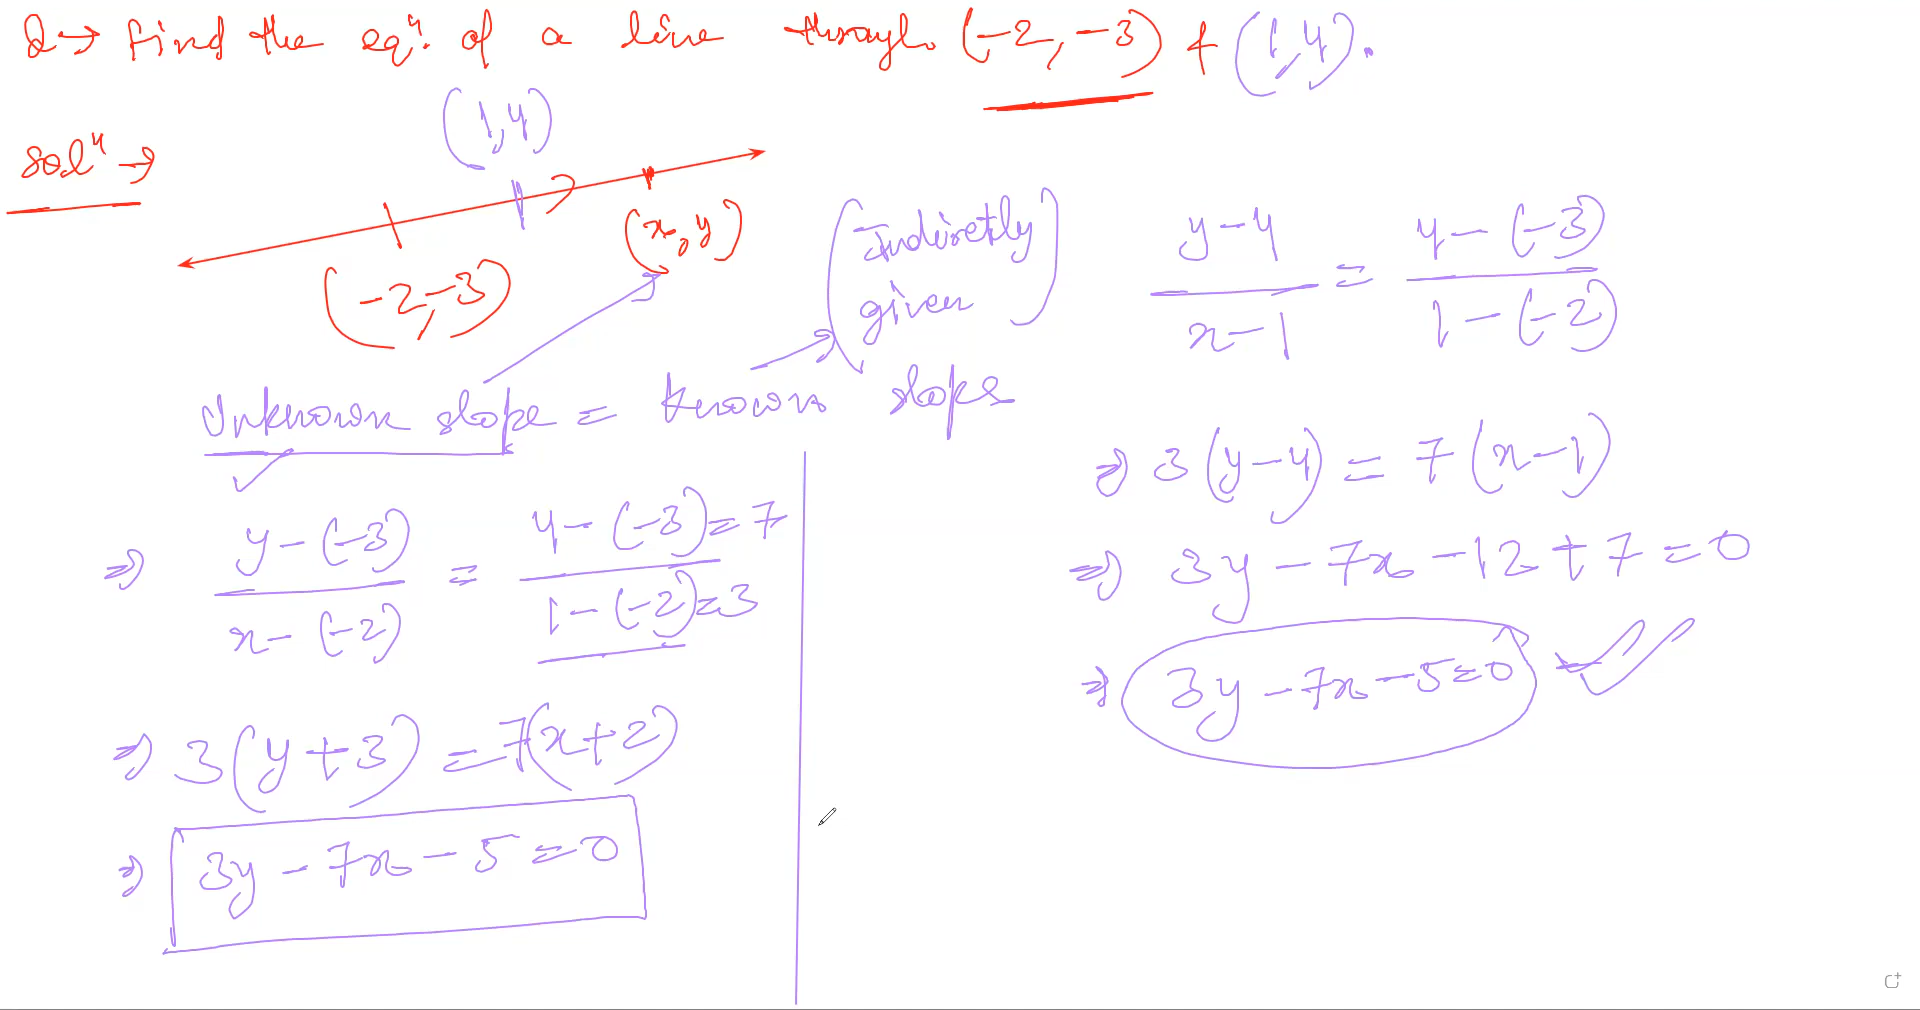 Q→ Find the eqⁿ. of a line through (-2, -3) & (1, 4).
solⁿ →
(1, 4)
(x, y)
(-2, -3)
(Indirectly
given)
Unknown slope = Known slope
⇒ y-(-3) / x-(-2) = 4-(-3) = 7 / 1-(-2) = 3
⇒ 3(y+3) = 7(x+2)
⇒ 3y - 7x - 5 = 0
y-4 / x-1 = 4-(-3) / 1-(-2)
⇒ 3(y-4) = 7(x-1)
⇒ 3y - 7x - 12 + 7 = 0
⇒ 3y - 7x - 5 = 0